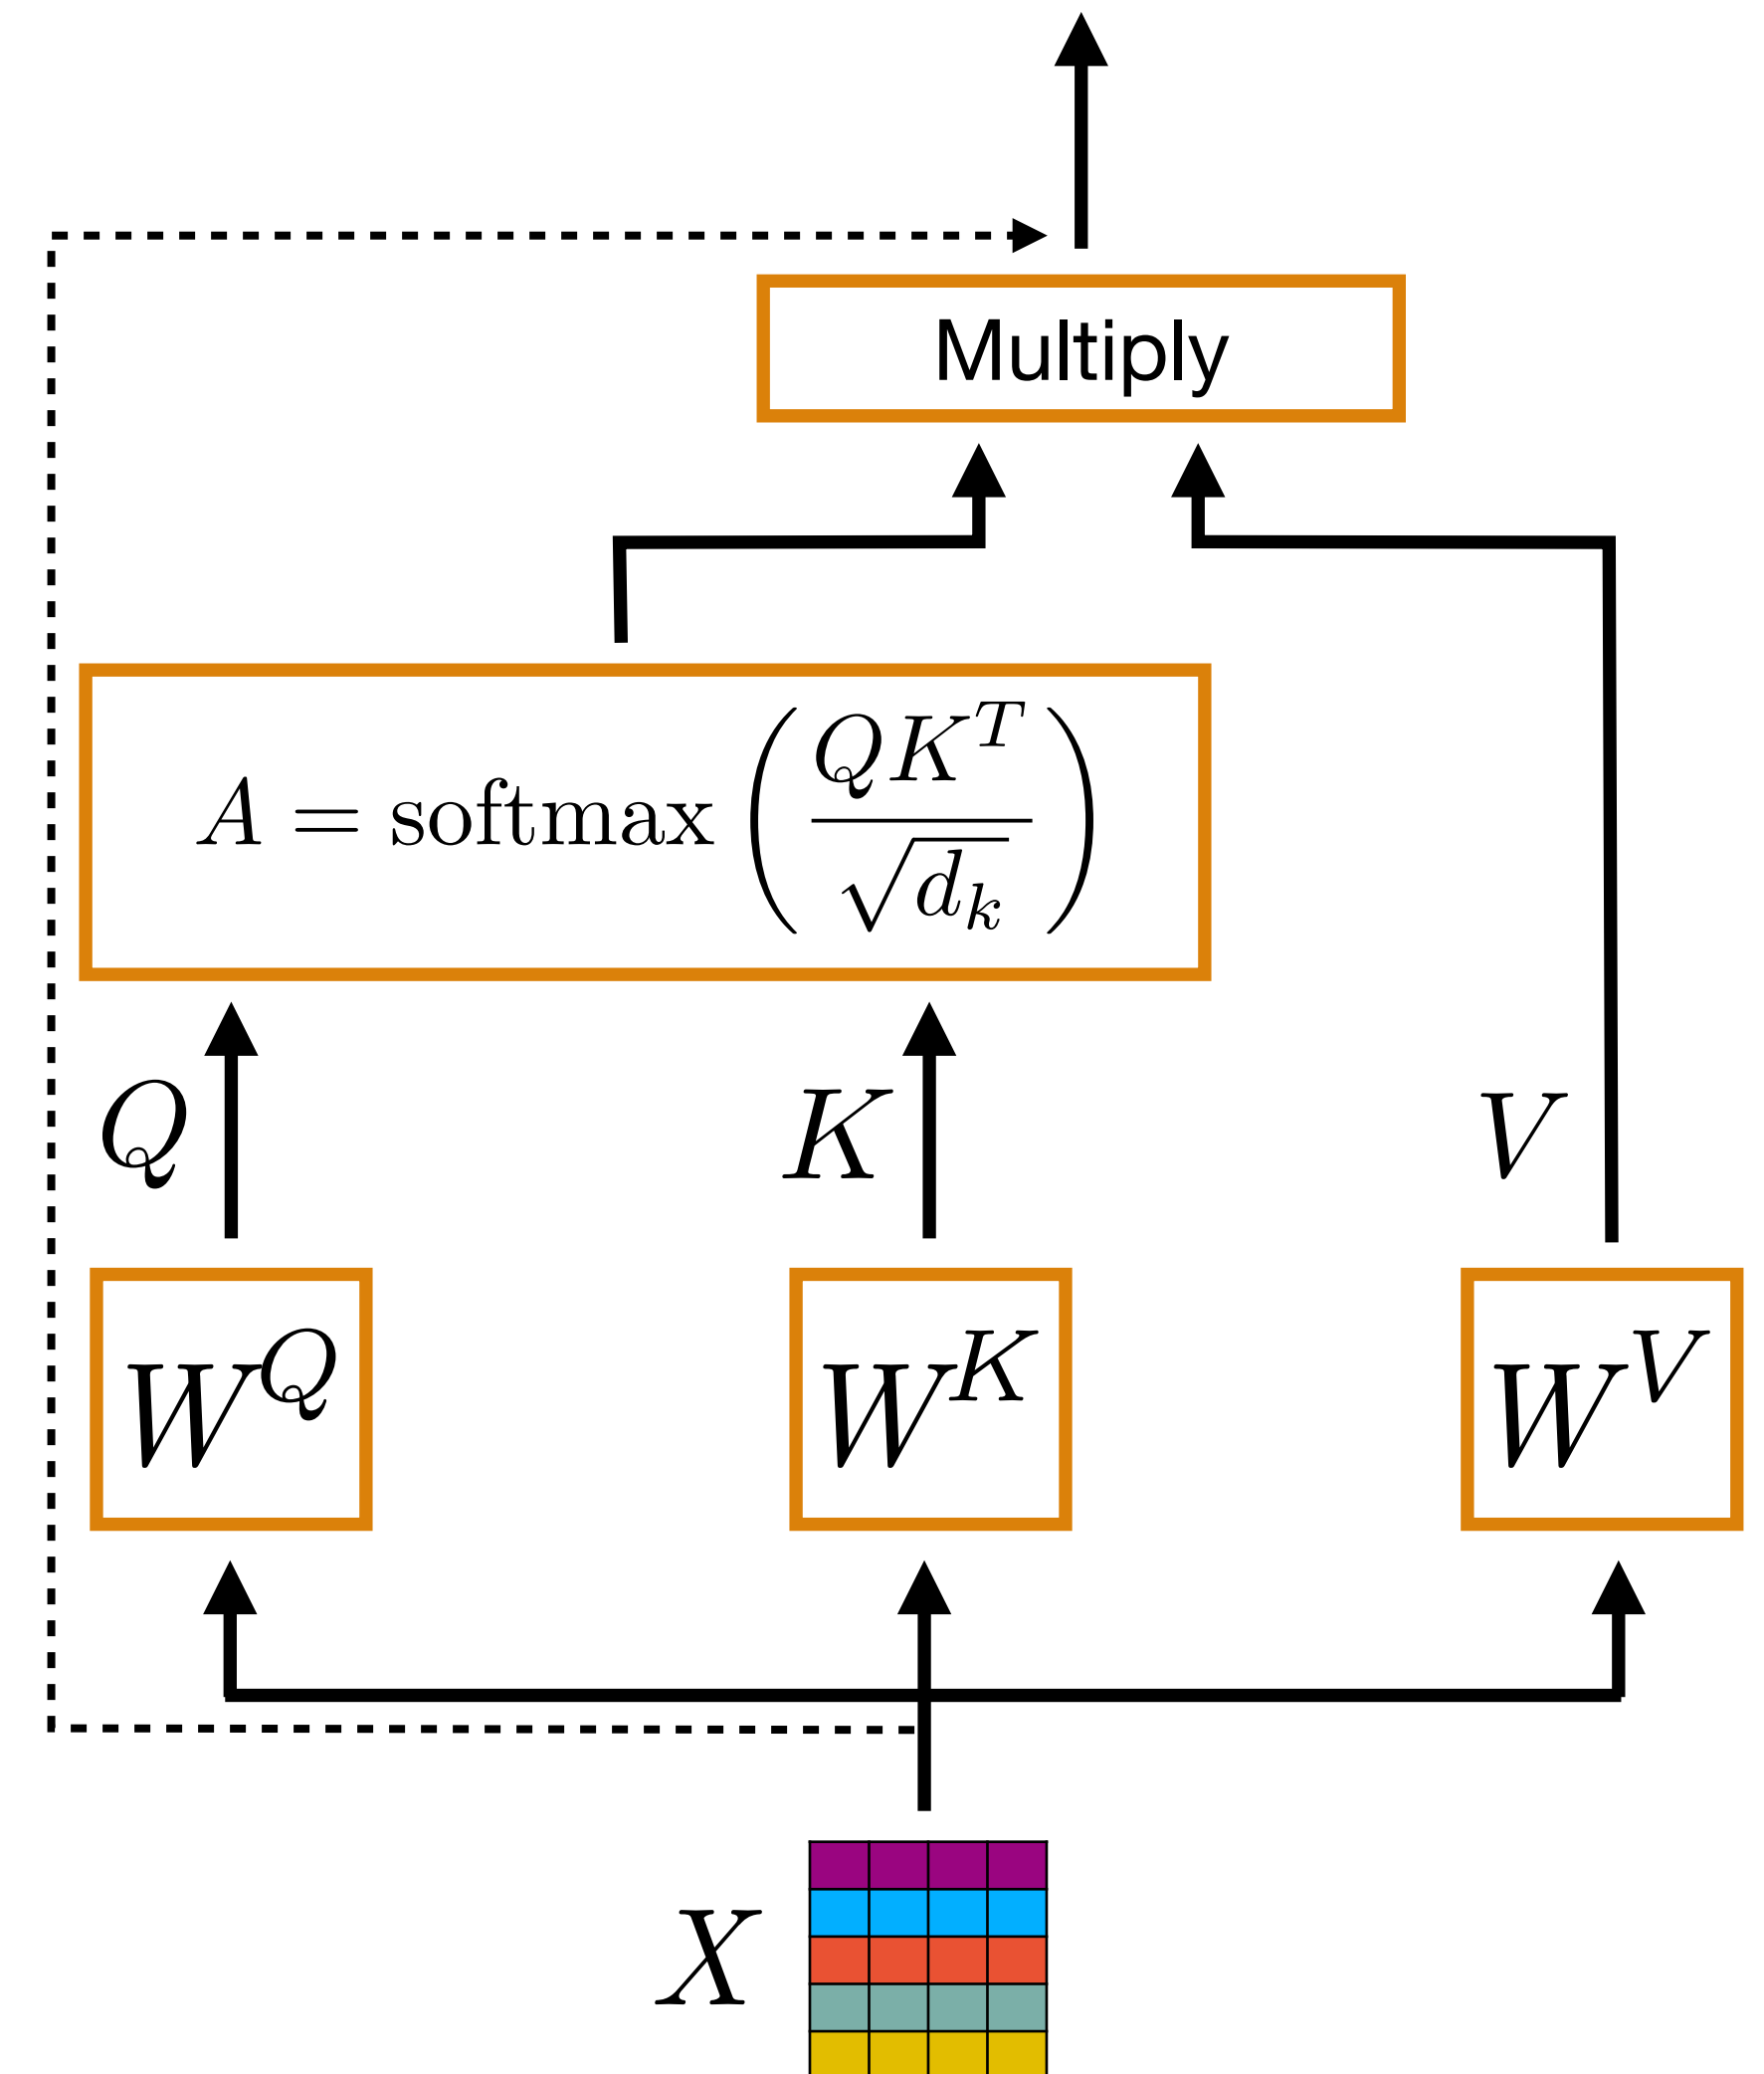 Multiply
A = softmax(QK^T / √d_k)
Q K V
W^Q W^K W^V
X